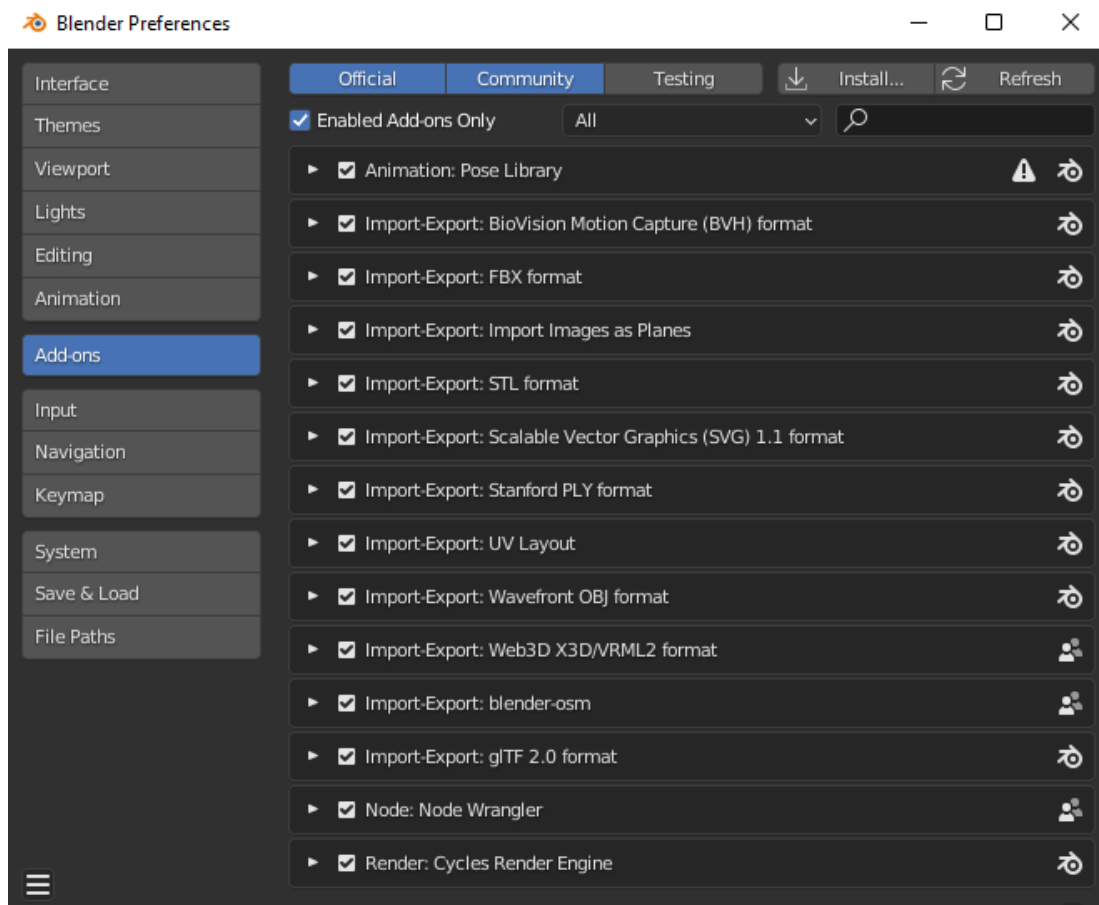 Blender Preferences
Interface
Themes
Viewport
Lights
Editing
Animation
Add-ons
Input
Navigation
Keymap
System
Save & Load
File Paths
Official Community Testing Install... Refresh
Enabled Add-ons Only All
Animation: Pose Library
Import-Export: BioVision Motion Capture (BVH) format
Import-Export: FBX format
Import-Export: Import Images as Planes
Import-Export: STL format
Import-Export: Scalable Vector Graphics (SVG) 1.1 format
Import-Export: Stanford PLY format
Import-Export: UV Layout
Import-Export: Wavefront OBJ format
Import-Export: Web3D X3D/VRML2 format
Import-Export: blender-osm
Import-Export: glTF 2.0 format
Node: Node Wrangler
Render: Cycles Render Engine